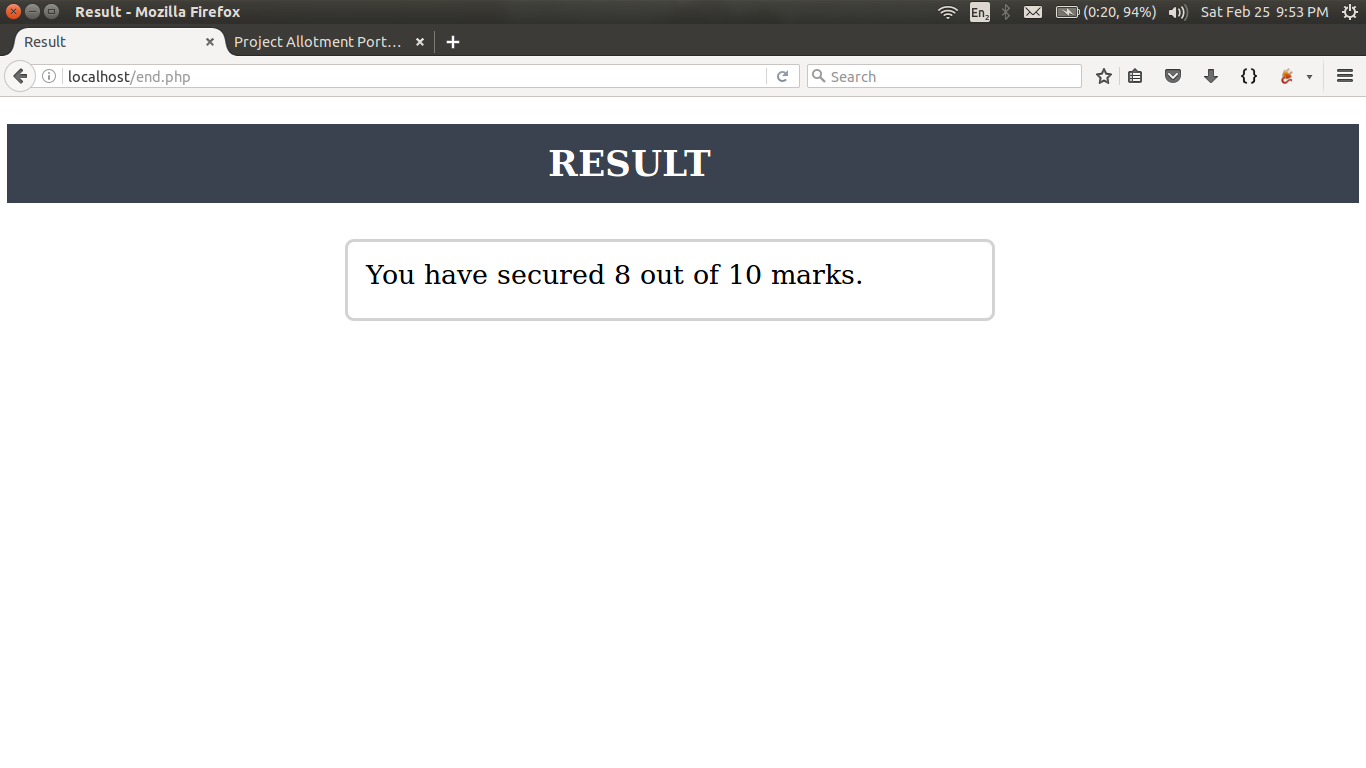 Result - Mozilla Firefox
En2 (0:20, 94%) Sat Feb 25 9:53 PM
Result Project Allotment Port...
localhost/end.php Search
RESULT
You have secured 8 out of 10 marks.